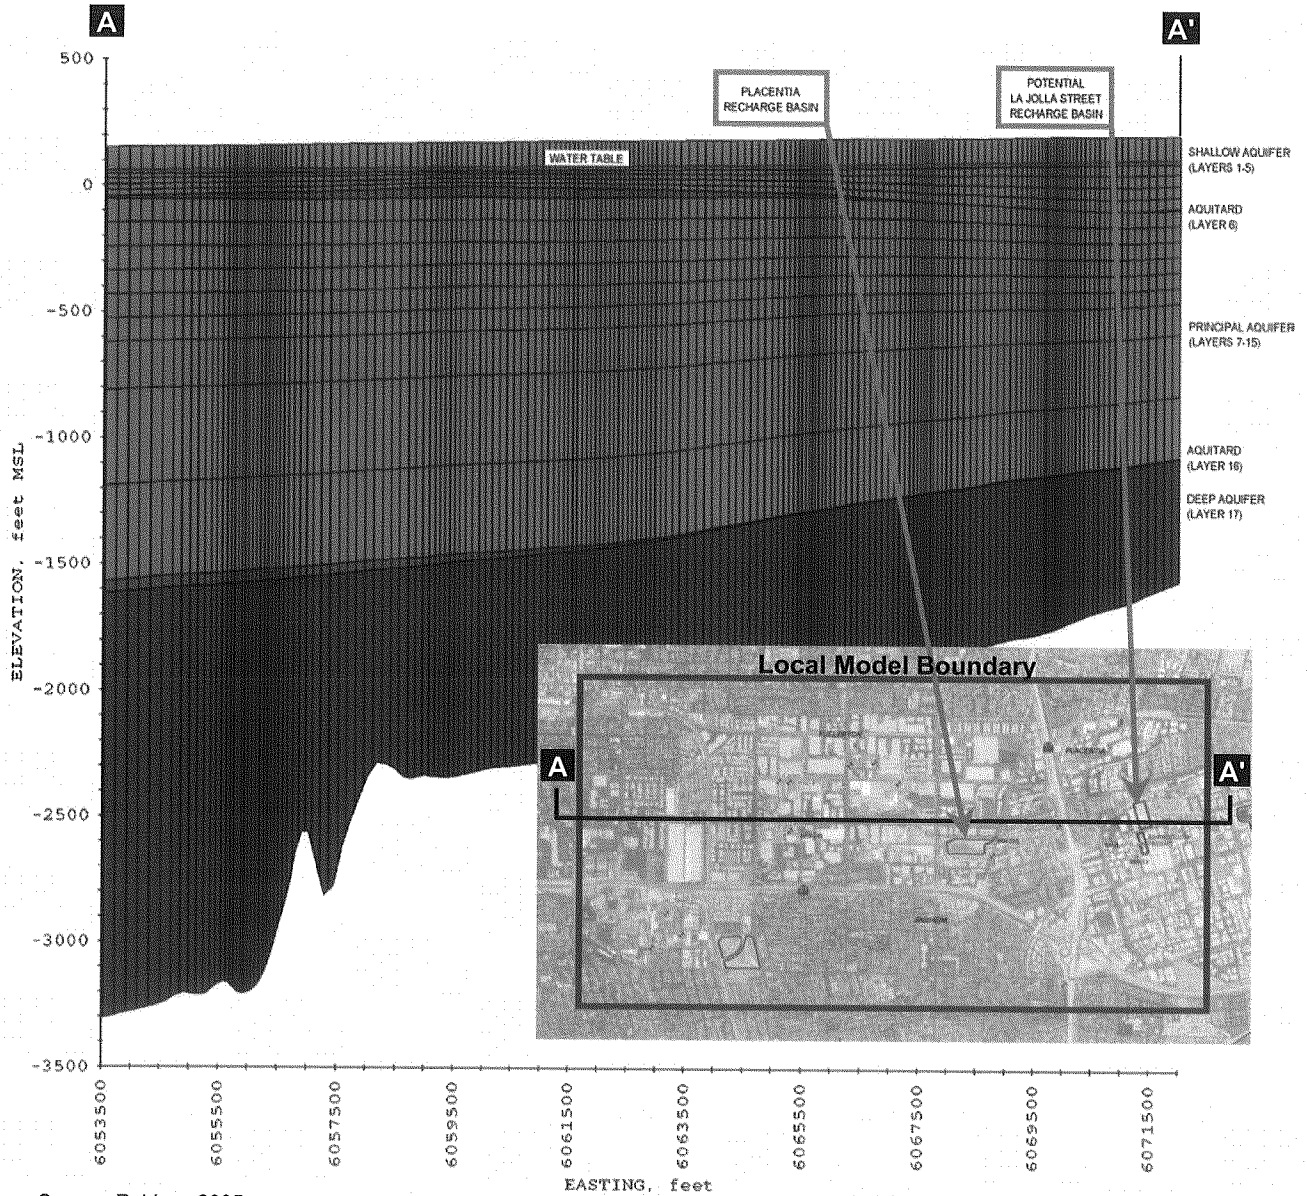 A
A'
500
PLACENTIA
RECHARGE BASIN
POTENTIAL
LA JOLLA STREET
RECHARGE BASIN
WATER TABLE
SHALLOW AQUIFER
(LAYERS 1-5)
0
AQUITARD
(LAYER 6)
-500
PRINCIPAL AQUIFER
(LAYERS 7-15)
-1000
AQUITARD
(LAYER 16)
DEEP AQUIFER
(LAYER 17)
-1500
ELEVATION, feet MSL
-2000
Local Model Boundary
A
A'
-2500
-3000
-3500
6053500
6055500
6057500
6059500
6061500
6063500
6065500
6067500
6069500
6071500
EASTING, feet